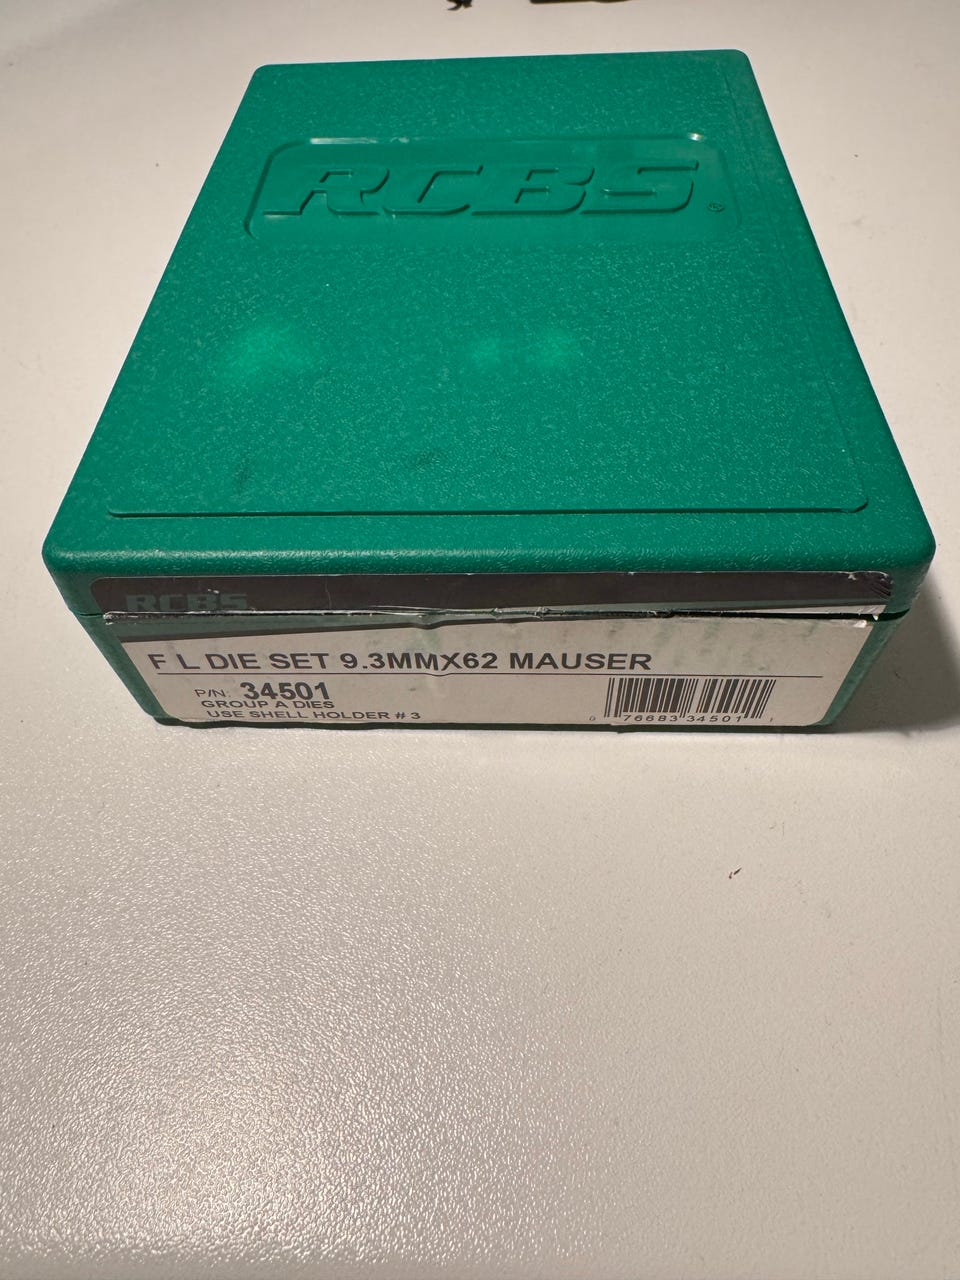 RCBS®
RCBS
F L DIE SET 9.3MMX62 MAUSER
P/N: 34501
GROUP A DIES
USE SHELL HOLDER # 3
0 76683 34501 1